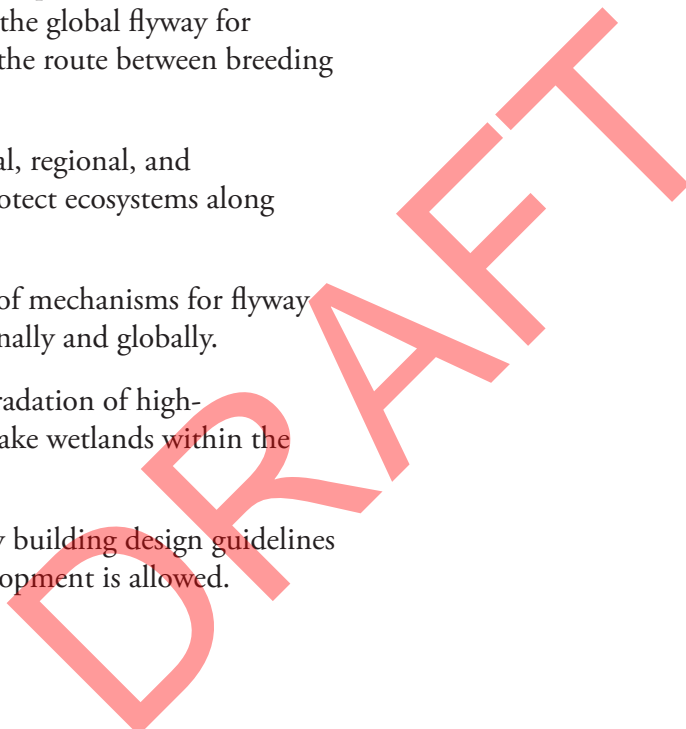 the global flyway for
the route between breeding
al, regional, and
otect ecosystems along
of mechanisms for flyway
nally and globally.
radation of high-
ake wetlands within the
y building design guidelines
opment is allowed.
DRAFT